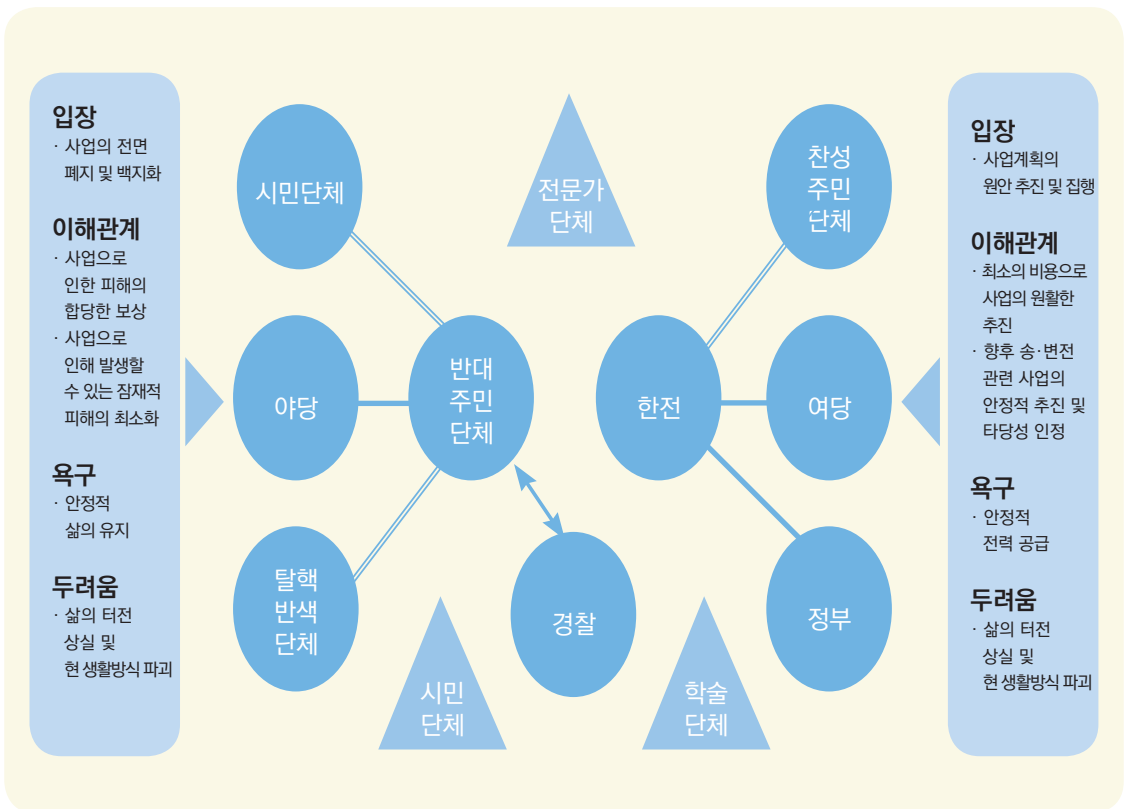 입장
· 사업의 전면
폐지 및 백지화
이해관계
· 사업으로
인한 피해의
합당한 보상
· 사업으로
인해 발생할
수 있는 잠재적
피해의 최소화
욕구
· 안정적
삶의 유지
두려움
· 삶의 터전
상실 및
현 생활방식 파괴
시민단체
야당
탈핵
반색
단체
반대
주민
단체
전문가
단체
경찰
시민
단체
학술
단체
한전
찬성
주민
단체
여당
정부
입장
· 사업계획의
원안 추진 및 집행
이해관계
· 최소의 비용으로
사업의 원활한
추진
· 향후 송·변전
관련 사업의
안정적 추진 및
타당성 인정
욕구
· 안정적
전력 공급
두려움
· 삶의 터전
상실 및
현 생활방식 파괴